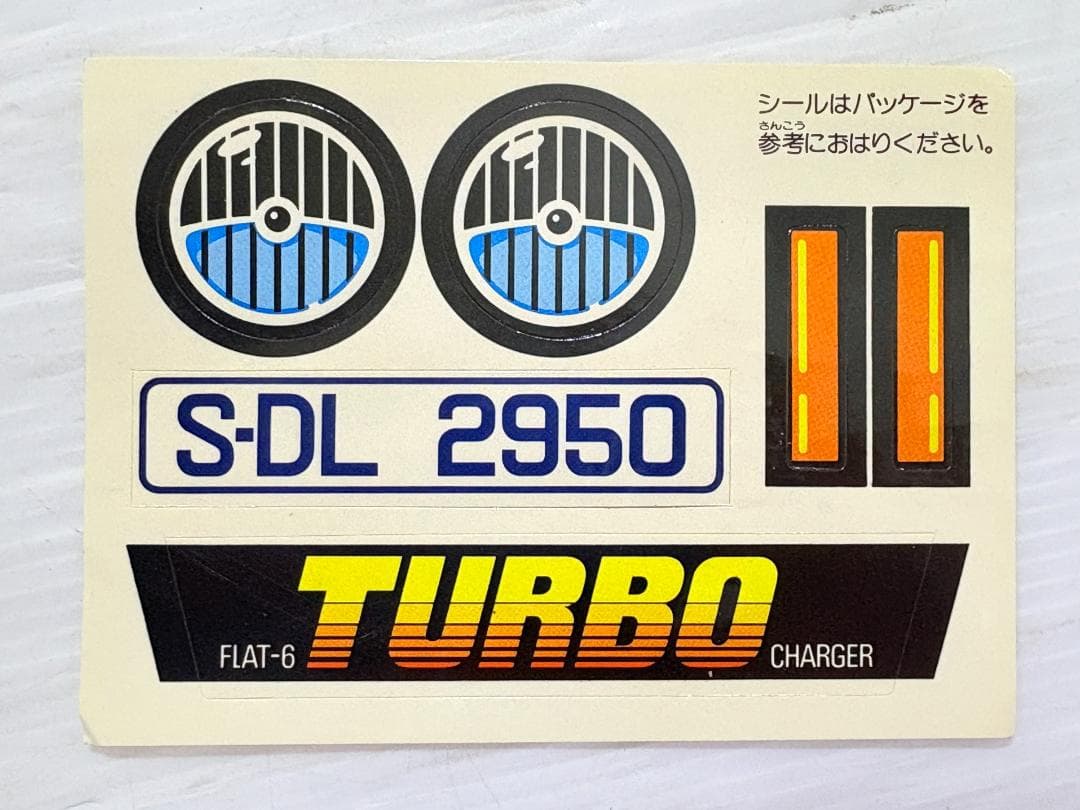 シールはパッケージを
さんこう
参考におはりください。
S-DL 2950
TURBO
FLAT-6
CHARGER